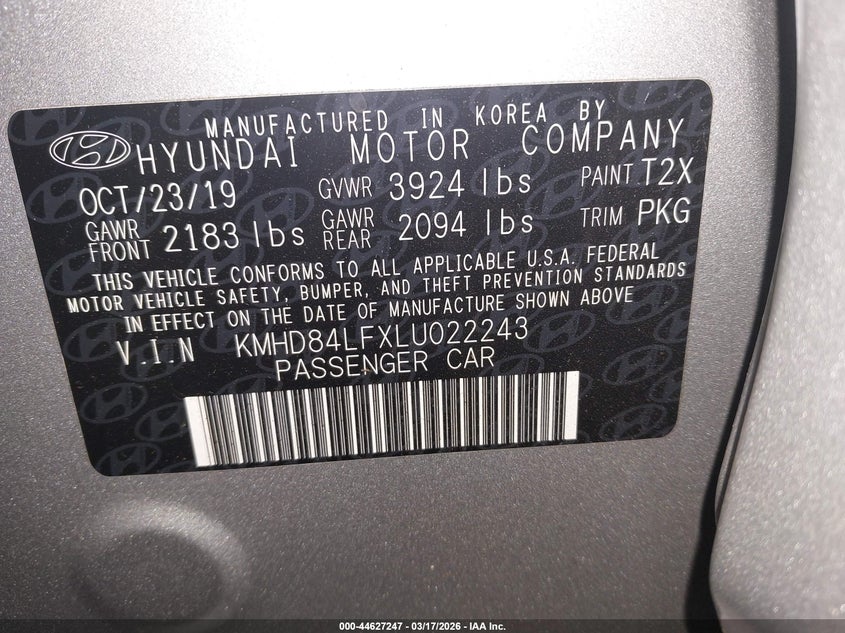 MANUFACTURED IN KOREA BY
HYUNDAI MOTOR COMPANY
OCT/23/19 GVWR 3924 lbs PAINT T2X
GAWR FRONT 2183 lbs GAWR REAR 2094 lbs TRIM PKG
THIS VEHICLE CONFORMS TO ALL APPLICABLE U.S.A. FEDERAL
MOTOR VEHICLE SAFETY, BUMPER, AND THEFT PREVENTION STANDARDS
IN EFFECT ON THE DATE OF MANUFACTURE SHOWN ABOVE
V.I.N KMHD84LFXLU022243
PASSENGER CAR
000-44627247 - 03/17/2026 - IAA Inc.